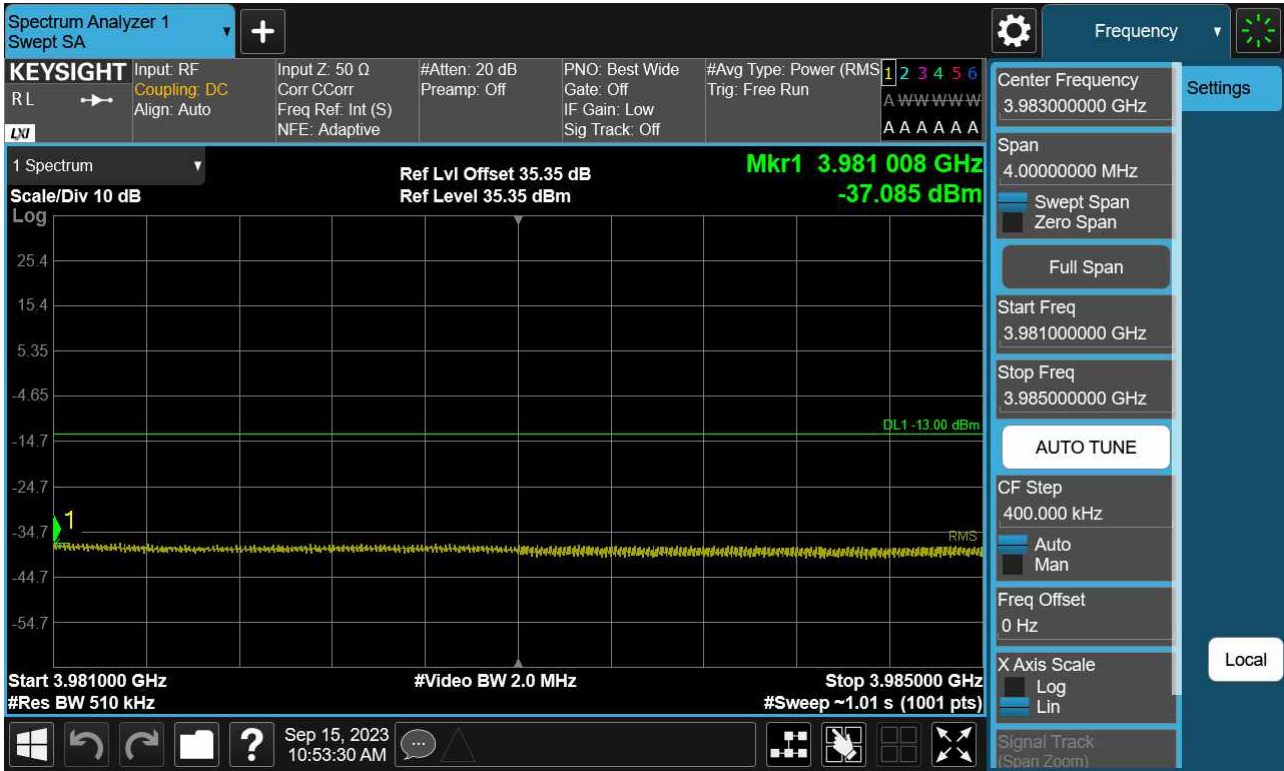 Spectrum Analyzer 1
Swept SA
+
Frequency
KEYSIGHT
R L
LXI
Input: RF
Coupling: DC
Align: Auto
Input Z: 50 Ω
Corr CCorr
Freq Ref: Int (S)
NFE: Adaptive
#Atten: 20 dB
Preamp: Off
PNO: Best Wide
Gate: Off
IF Gain: Low
Sig Track: Off
#Avg Type: Power (RMS
Trig: Free Run
1 2 3 4 5 6
A W W W W W
A A A A A A
1 Spectrum
Scale/Div 10 dB
Log
Ref Lvl Offset 35.35 dB
Ref Level 35.35 dBm
Mkr1 3.981 008 GHz
-37.085 dBm
25.4
15.4
5.35
-4.65
DL1 -13.00 dBm
-14.7
-24.7
1
-34.7
RMS
-44.7
-54.7
Start 3.981000 GHz
#Res BW 510 kHz
#Video BW 2.0 MHz
Stop 3.985000 GHz
#Sweep ~1.01 s (1001 pts)
Center Frequency
3.983000000 GHz
Span
4.00000000 MHz
Swept Span
Zero Span
Full Span
Start Freq
3.981000000 GHz
Stop Freq
3.985000000 GHz
AUTO TUNE
CF Step
400.000 kHz
Auto
Man
Freq Offset
0 Hz
X Axis Scale
Log
Lin
Signal Track
(Span Zoom)
Settings
Local
?
Sep 15, 2023
10:53:30 AM